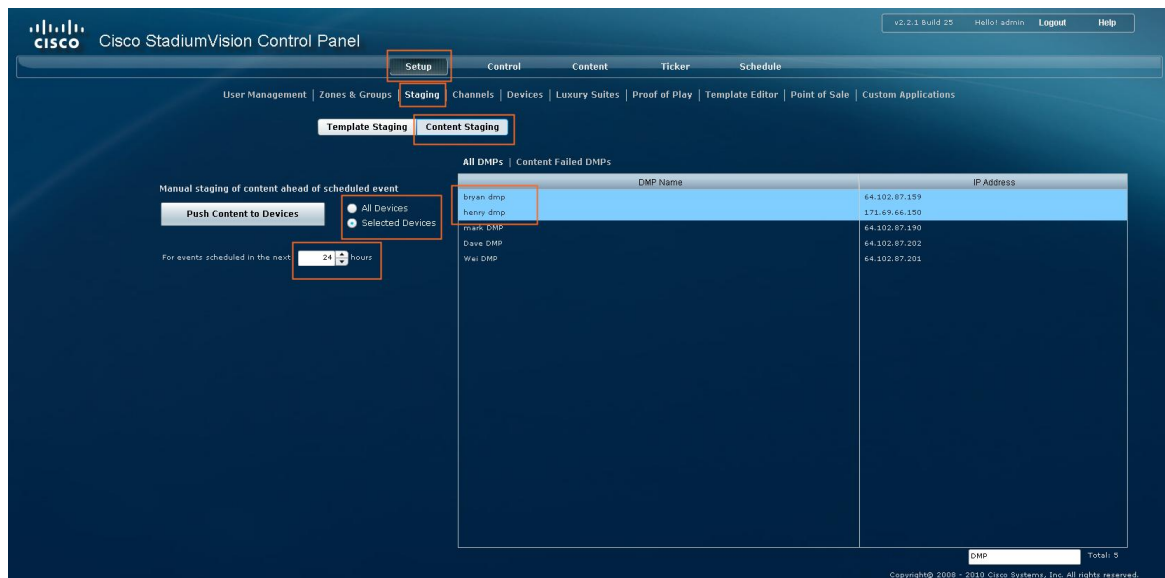 v2.2.1 Build 25 Hello! admin Logout Help
CISCO Cisco StadiumVision Control Panel
Setup Control Content Ticker Schedule
User Management | Zones & Groups | Staging | Channels | Devices | Luxury Suites | Proof of Play | Template Editor | Point of Sale | Custom Applications
Template Staging Content Staging
All DMPs | Content Failed DMPs
Manual staging of content ahead of scheduled event
Push Content to Devices
All Devices
Selected Devices
For events scheduled in the next 24 hours
DMP Name IP Address
bryan dmp 64.102.87.159
henry dmp 171.69.66.150
mark DMP 64.102.87.190
Dave DMP 64.102.87.202
Wei DMP 64.102.87.201
DMP Total: 5
Copyright© 2008 - 2010 Cisco Systems, Inc. All rights reserved.